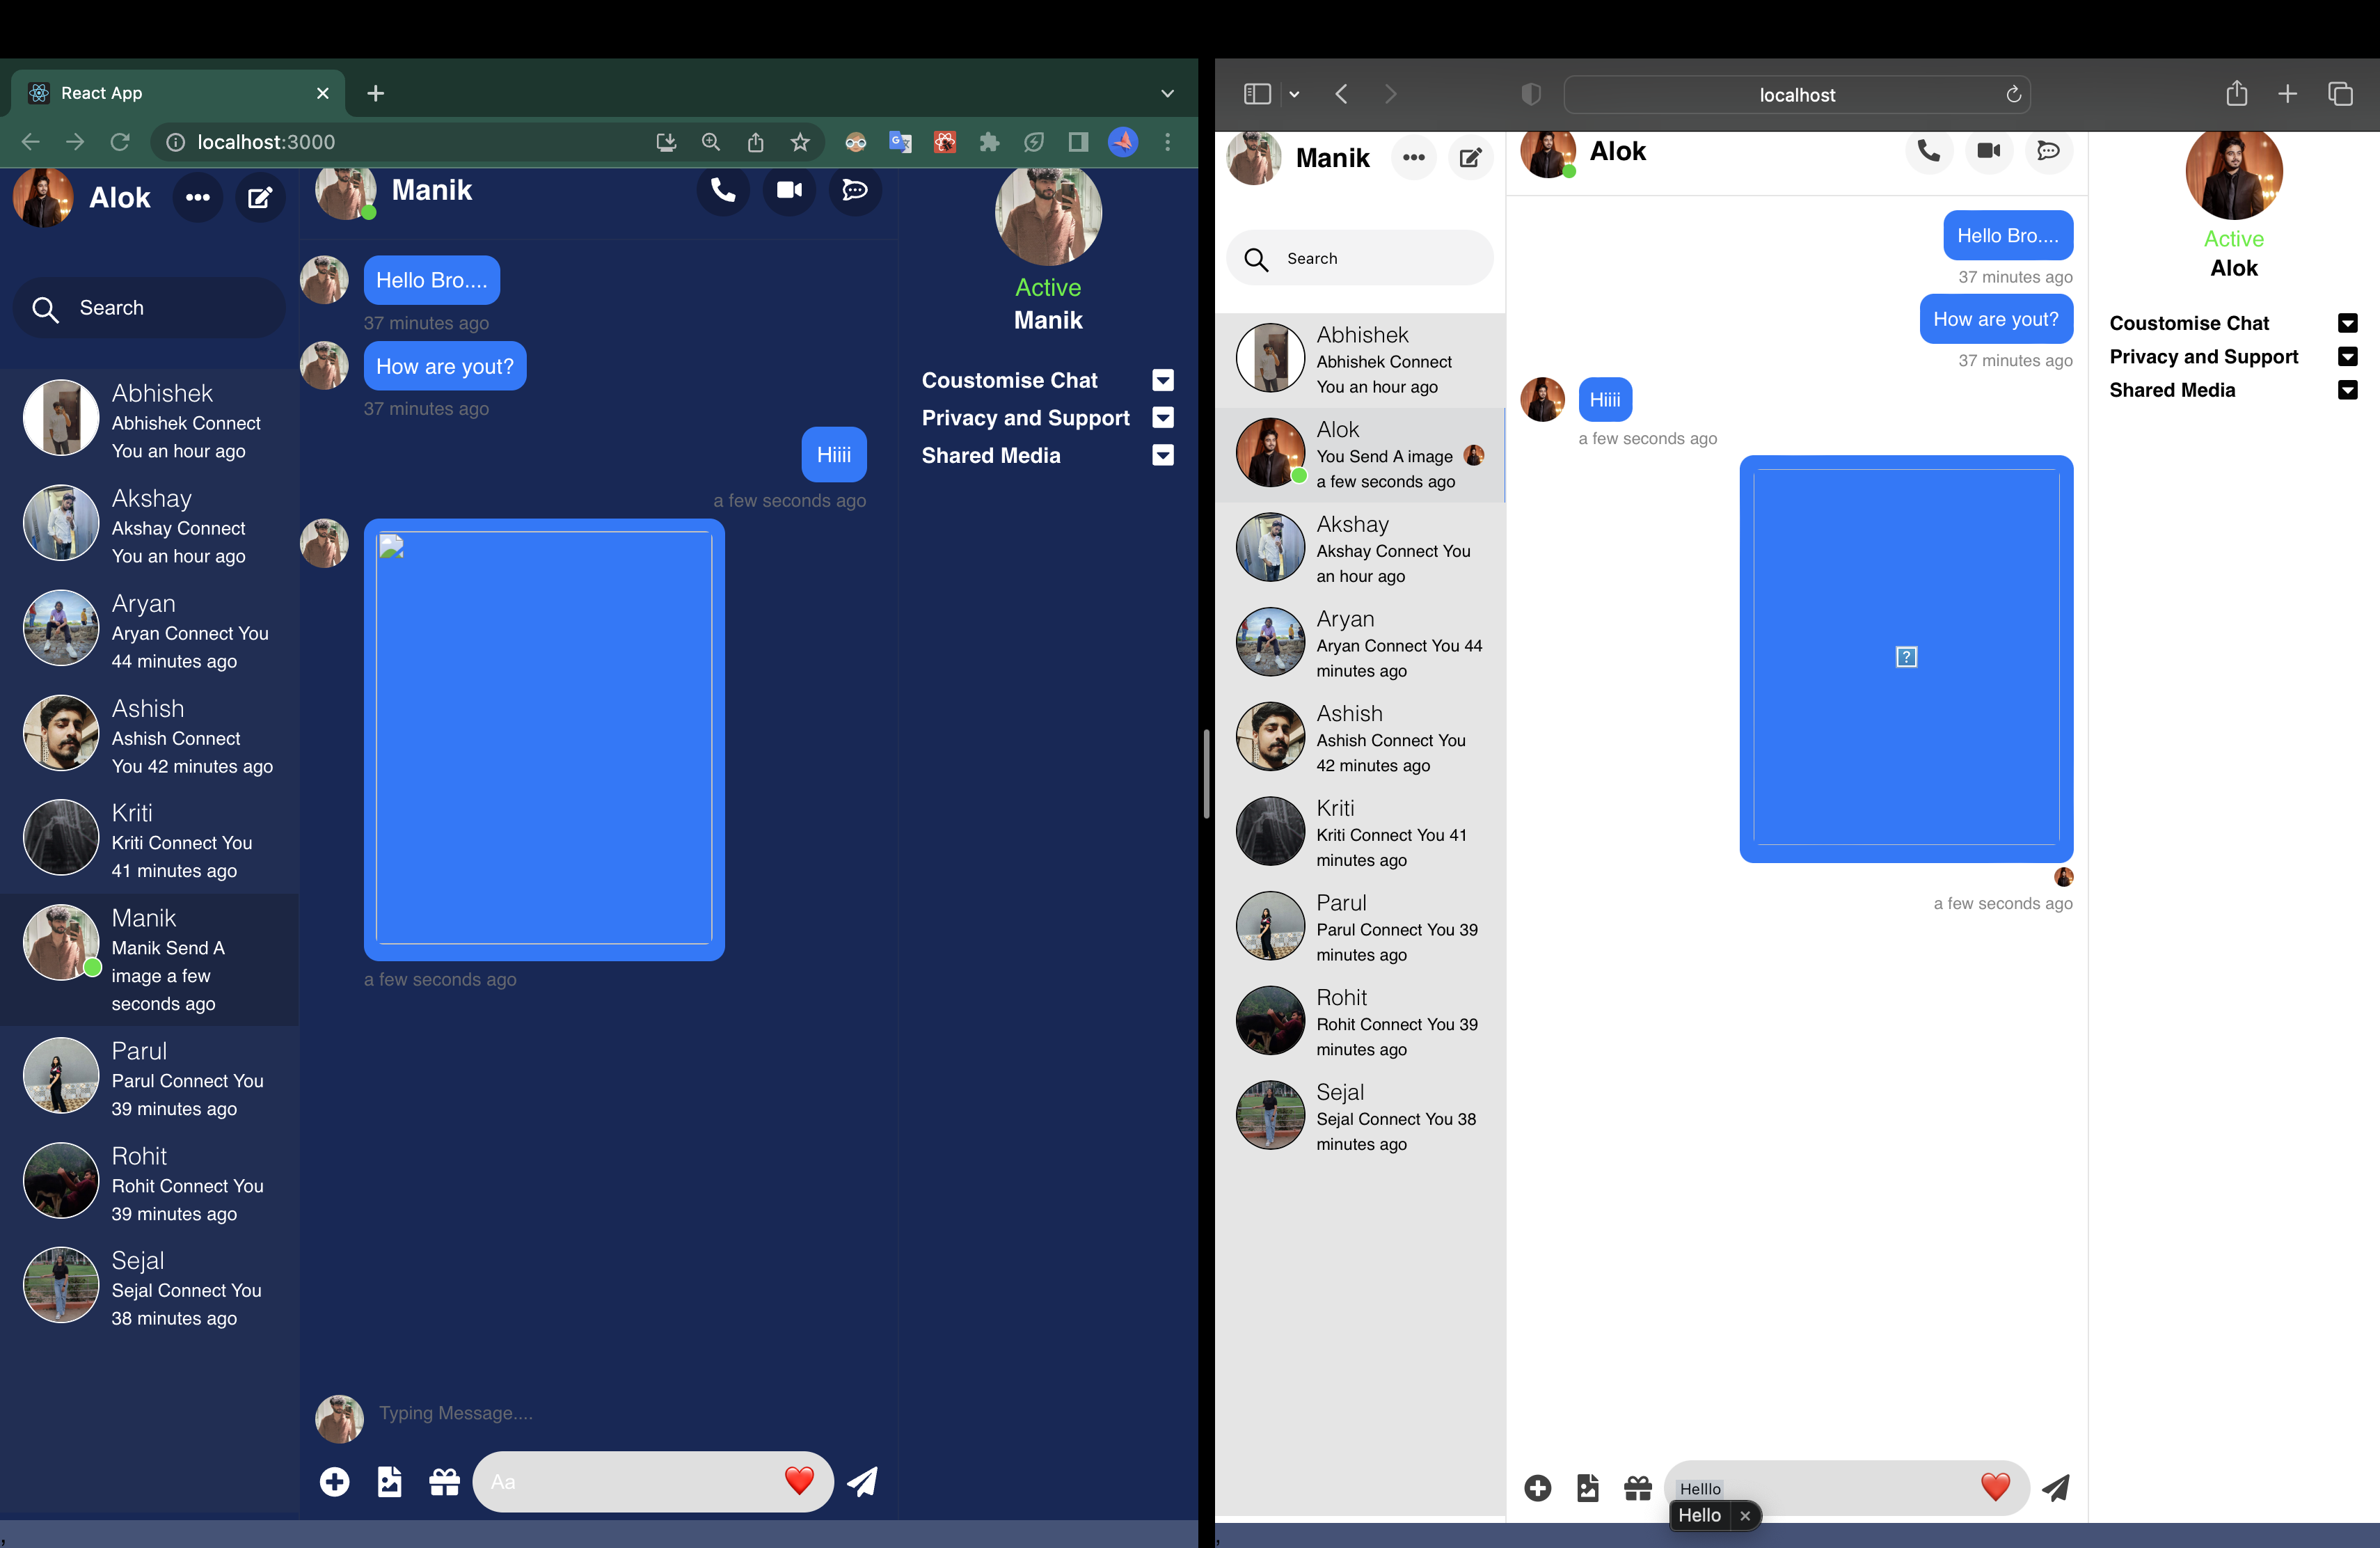 React App
localhost:3000
Alok
Search
Abhishek
Abhishek Connect
You an hour ago
Akshay
Akshay Connect
You an hour ago
Aryan
Aryan Connect You
44 minutes ago
Ashish
Ashish Connect
You 42 minutes ago
Kriti
Kriti Connect You
41 minutes ago
Manik
Manik Send A
image a few
seconds ago
Parul
Parul Connect You
39 minutes ago
Rohit
Rohit Connect You
39 minutes ago
Sejal
Sejal Connect You
38 minutes ago
Manik
Hello Bro....
37 minutes ago
How are yout?
37 minutes ago
Hiiii
a few seconds ago
a few seconds ago
Typing Message....
Aa
Active
Manik
Coustomise Chat
Privacy and Support
Shared Media
,
localhost
Manik
Search
Abhishek
Abhishek Connect
You an hour ago
Alok
You Send A image
a few seconds ago
Akshay
Akshay Connect You
an hour ago
Aryan
Aryan Connect You 44
minutes ago
Ashish
Ashish Connect You
42 minutes ago
Kriti
Kriti Connect You 41
minutes ago
Parul
Parul Connect You 39
minutes ago
Rohit
Rohit Connect You 39
minutes ago
Sejal
Sejal Connect You 38
minutes ago
Alok
Hello Bro....
37 minutes ago
How are yout?
37 minutes ago
Hiiii
a few seconds ago
?
a few seconds ago
Helllo
Hello
Active
Alok
Coustomise Chat
Privacy and Support
Shared Media
,